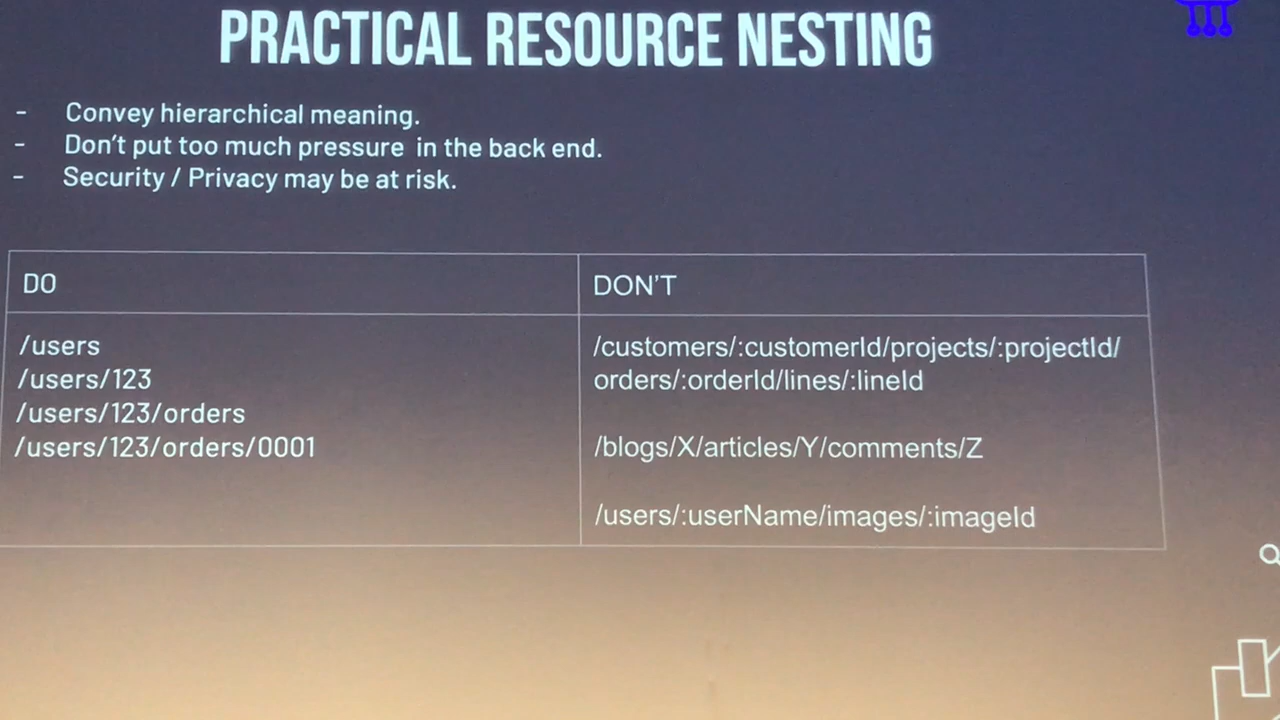 PRACTICAL RESOURCE NESTING
- Convey hierarchical meaning.
- Don't put too much pressure in the back end.
- Security / Privacy may be at risk.
DO
DON'T
/users
/users/123
/users/123/orders
/users/123/orders/0001
/customers/:customerId/projects/:projectId/
orders/:orderId/lines/:lineId
/blogs/X/articles/Y/comments/Z
/users/:userName/images/:imageId